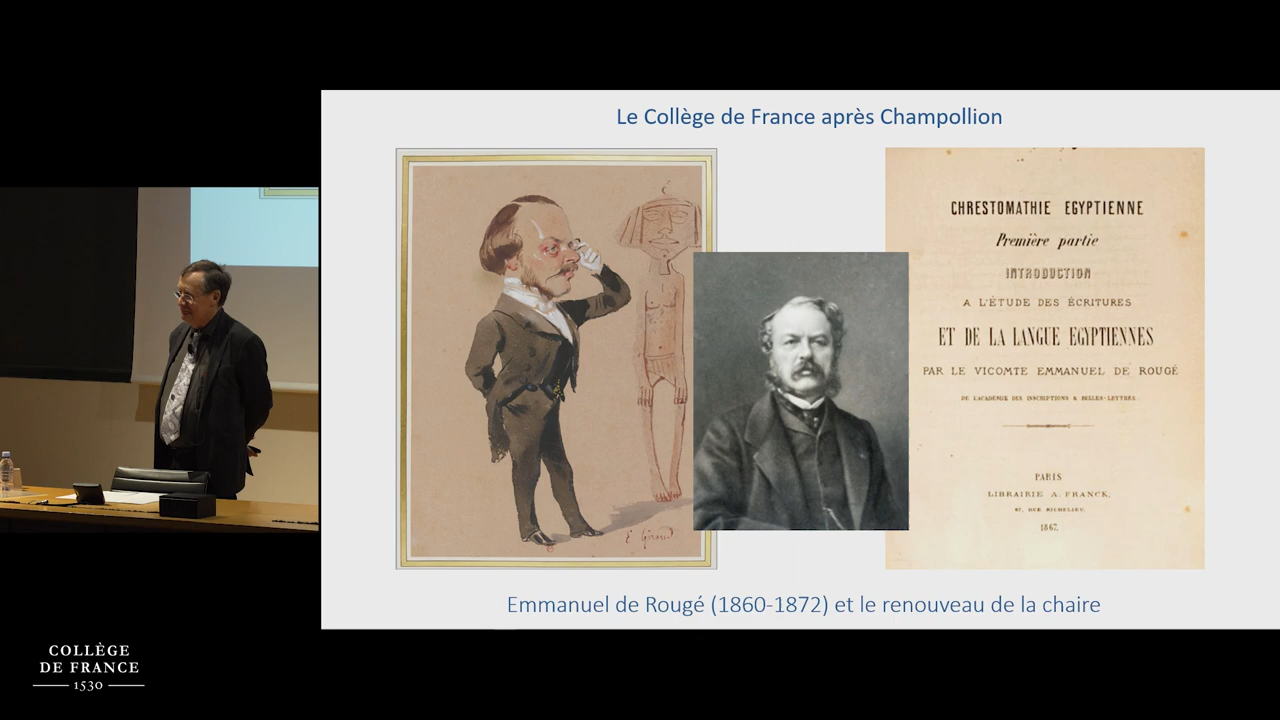 Le Collège de France après Champollion
E. Giraud
CHRESTOMATHIE EGYPTIENNE
Première partie
INTRODUCTION
A L'ÉTUDE DES ÉCRITURES
ET DE LA LANGUE EGYPTIENNES
PAR LE VICOMTE EMMANUEL DE ROUGÉ
DE L'ACADÉMIE DES INSCRIPTIONS & BELLES-LETTRES.
PARIS
LIBRAIRIE A. FRANCK,
67, RUE RICHELIEU.
1867.
Emmanuel de Rougé (1860-1872) et le renouveau de la chaire
COLLÈGE
DE FRANCE
1530